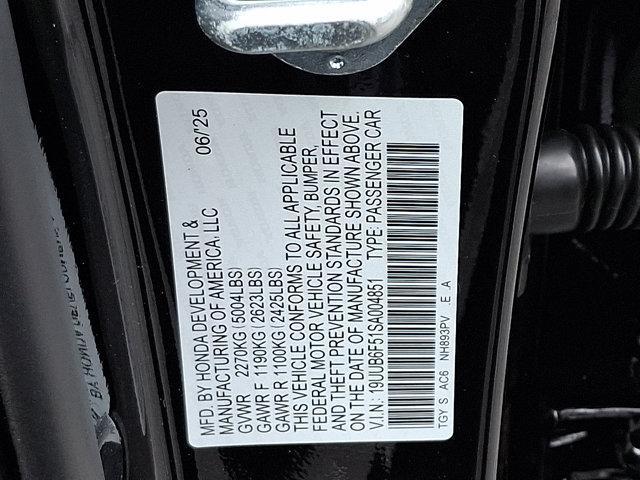 MFD. BY HONDA DEVELOPMENT & 06/'25
MANUFACTURING OF AMERICA, LLC
GVWR 2270KG (5004LBS)
GAWR F 1190KG (2623LBS)
GAWR R 1100KG (2425LBS)
THIS VEHICLE CONFORMS TO ALL APPLICABLE
FEDERAL MOTOR VEHICLE SAFETY, BUMPER,
AND THEFT PREVENTION STANDARDS IN EFFECT
ON THE DATE OF MANUFACTURE SHOWN ABOVE.
V.I.N.: 19UUB6F51SA004851 TYPE: PASSENGER CAR
TGY S AC6 NH893PV .E .A